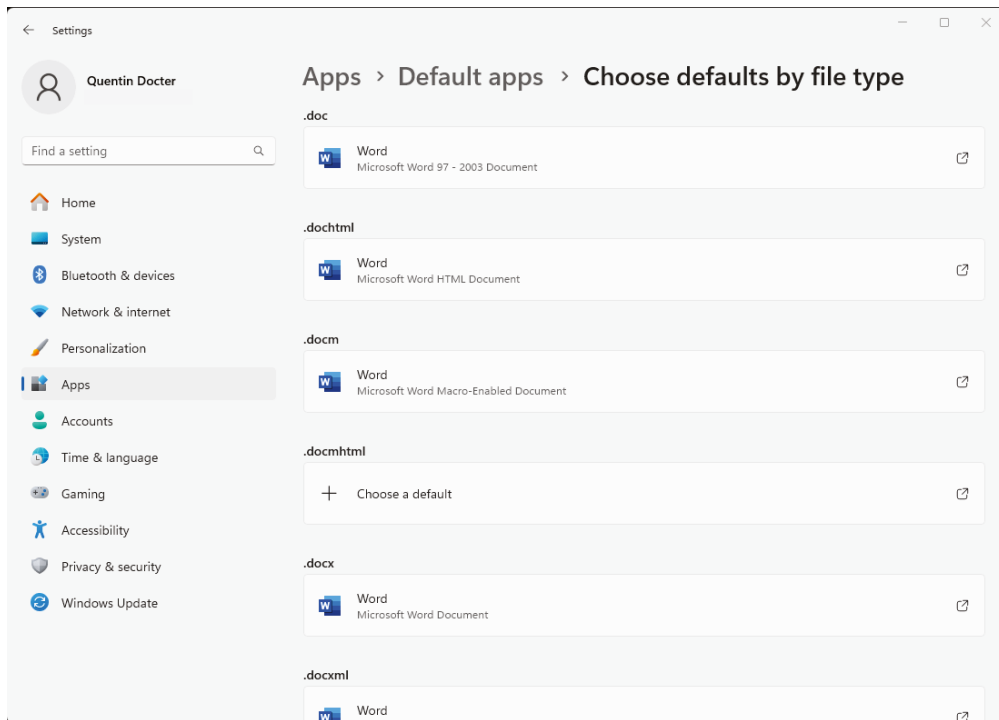 Settings
Quentin Docter
Find a setting
Home
System
Bluetooth & devices
Network & internet
Personalization
Apps
Accounts
Time & language
Gaming
Accessibility
Privacy & security
Windows Update
Apps > Default apps > Choose defaults by file type
.doc
Word
Microsoft Word 97 - 2003 Document
.dochtml
Word
Microsoft Word HTML Document
.docm
Word
Microsoft Word Macro-Enabled Document
.docmhtml
Choose a default
.docx
Word
Microsoft Word Document
.docxml
Word